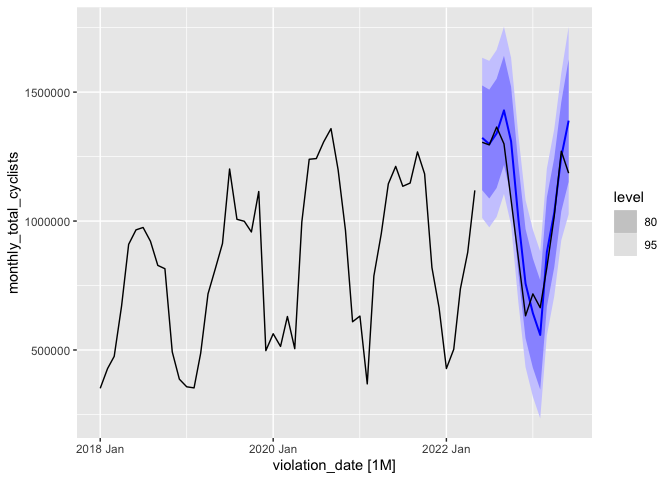 1500000
1000000
500000
monthly_total_cyclists
2018 Jan
2020 Jan
2022 Jan
violation_date [1M]
level
80
95